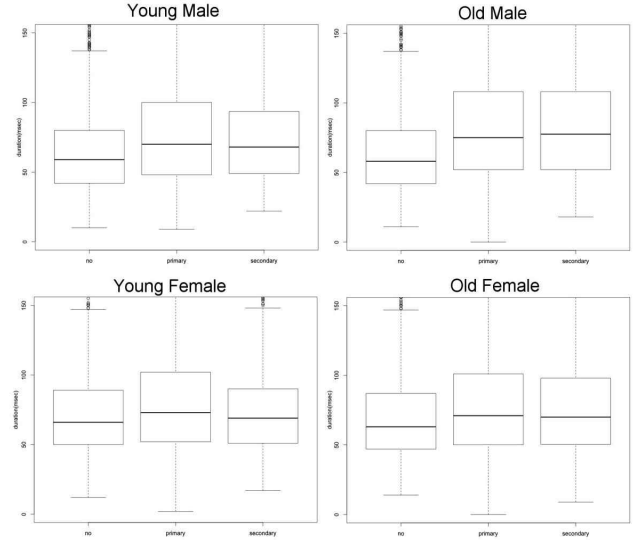 Young Male
Old Male
duration(msec)
0
50
100
150
no
primary
secondary
duration(msec)
0
50
100
150
no
primary
secondary
Young Female
Old Female
duration(msec)
0
50
100
150
no
primary
secondary
duration(msec)
0
50
100
150
no
primary
secondary